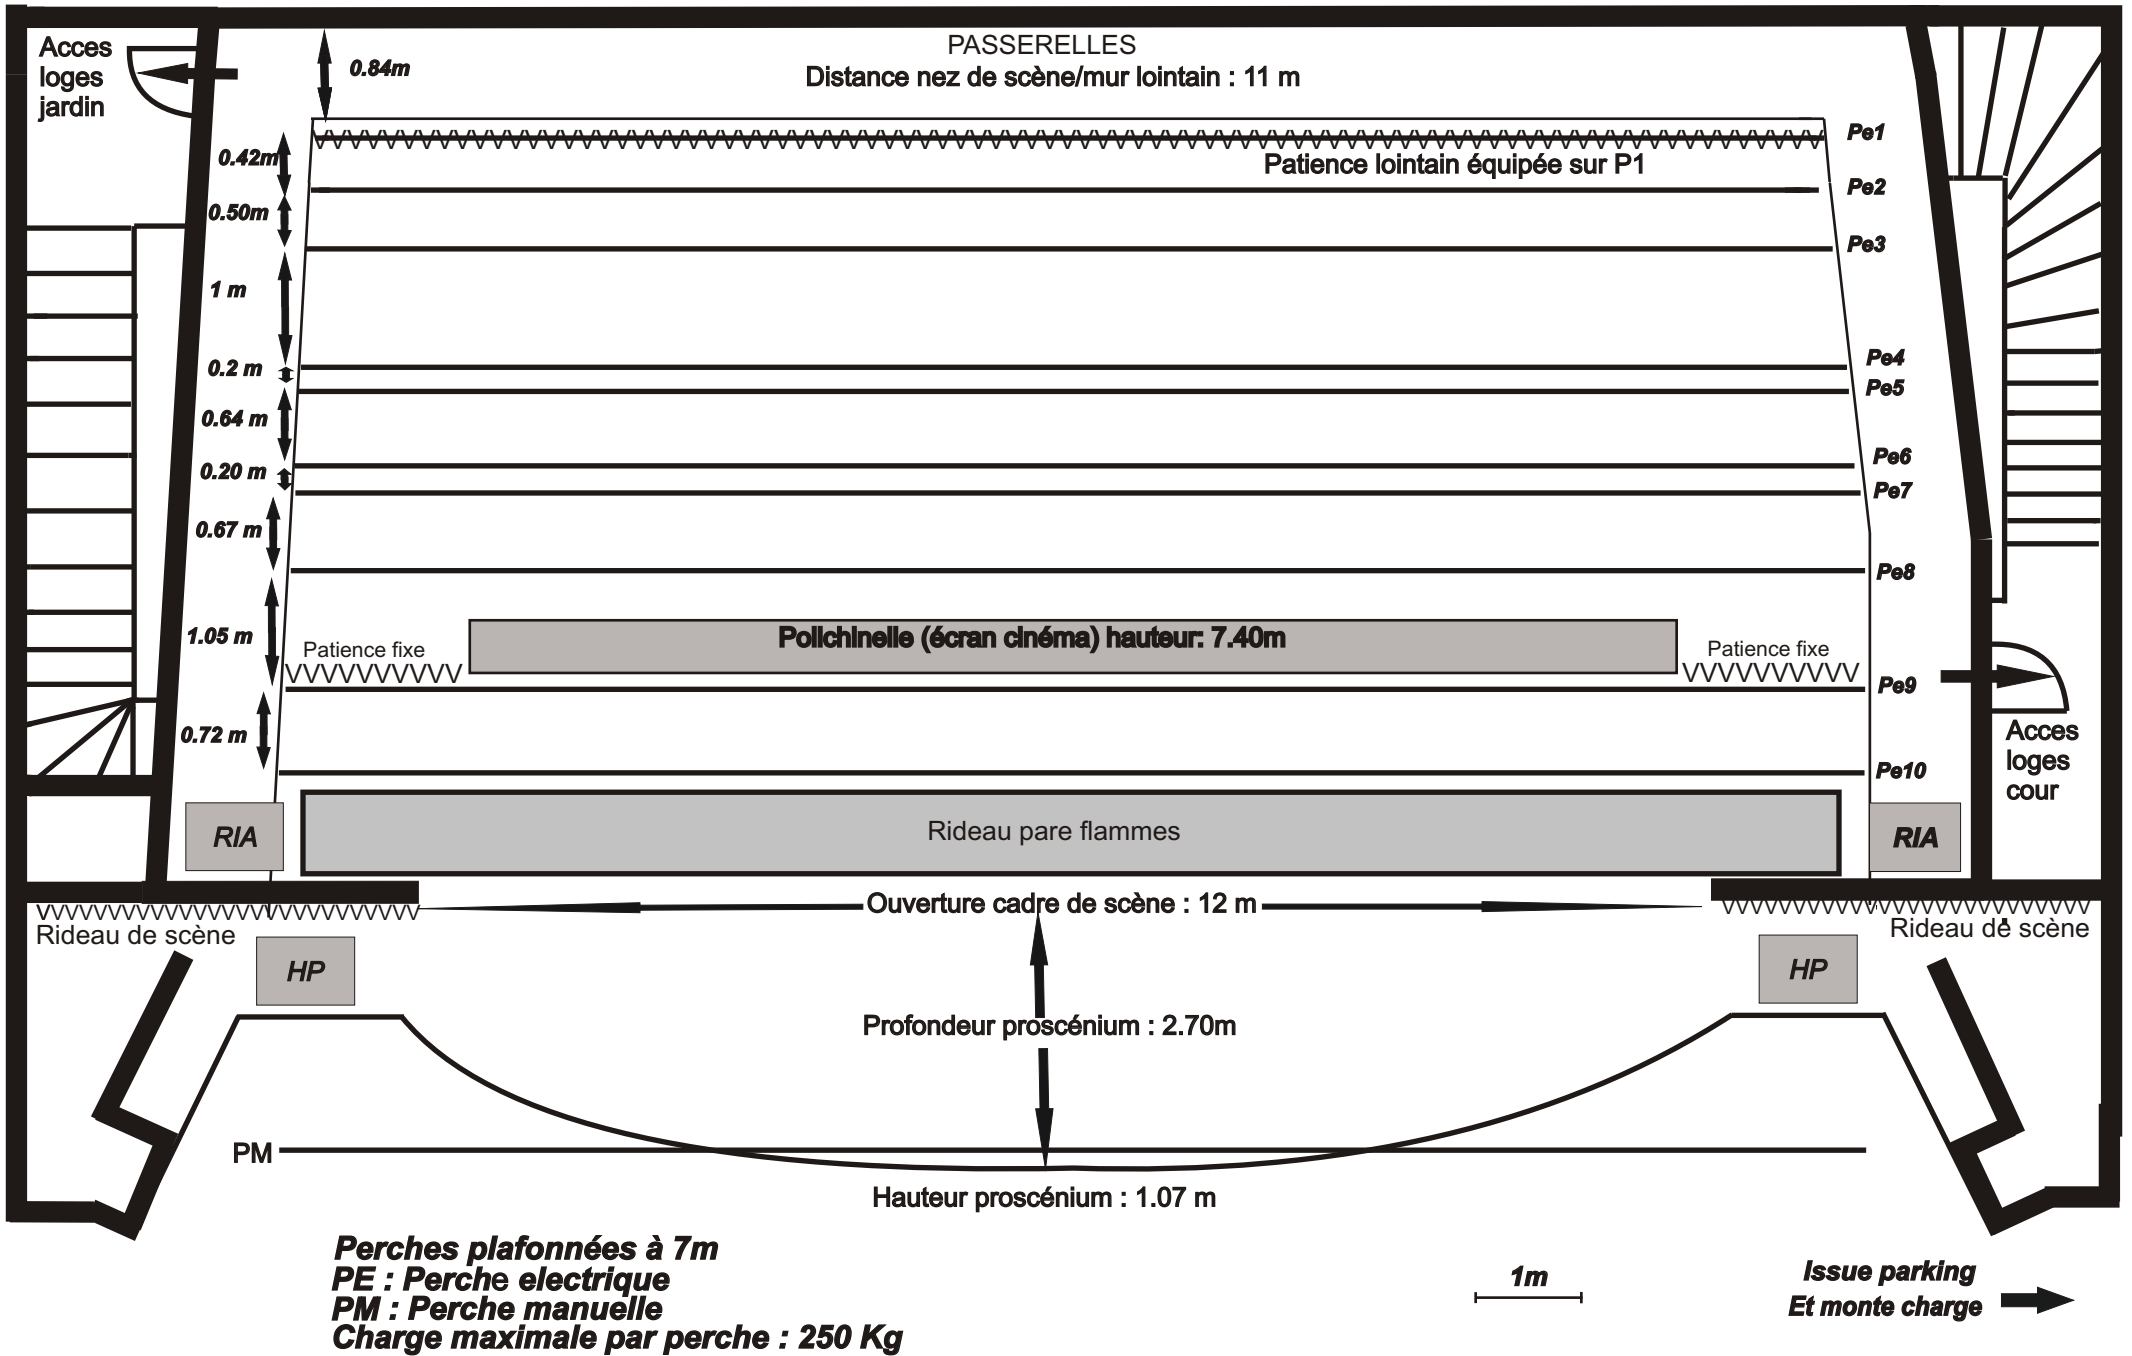 PASSERELLES
Distance nez de scène/mur lointain : 11 m
Acces
loges
jardin
0.84m
Pe1
0.42m
Patience lointain équipée sur P1
Pe2
0.50m
Pe3
1 m
Pe4
0.2 m
Pe5
0.64 m
Pe6
0.20 m
Pe7
0.67 m
Pe8
1.05 m
Polichinelle (écran cinéma) hauteur: 7.40m
Patience fixe
Patience fixe
Pe9
0.72 m
Acces
loges
cour
Pe10
RIA
Rideau pare flammes
RIA
Ouverture cadre de scène : 12 m
Rideau de scène
Rideau de scène
HP
HP
Profondeur proscénium : 2.70m
PM
Hauteur proscénium : 1.07 m
Perches plafonnées à 7m
PE : Perche electrique
PM : Perche manuelle
Charge maximale par perche : 250 Kg
1m
Issue parking
Et monte charge